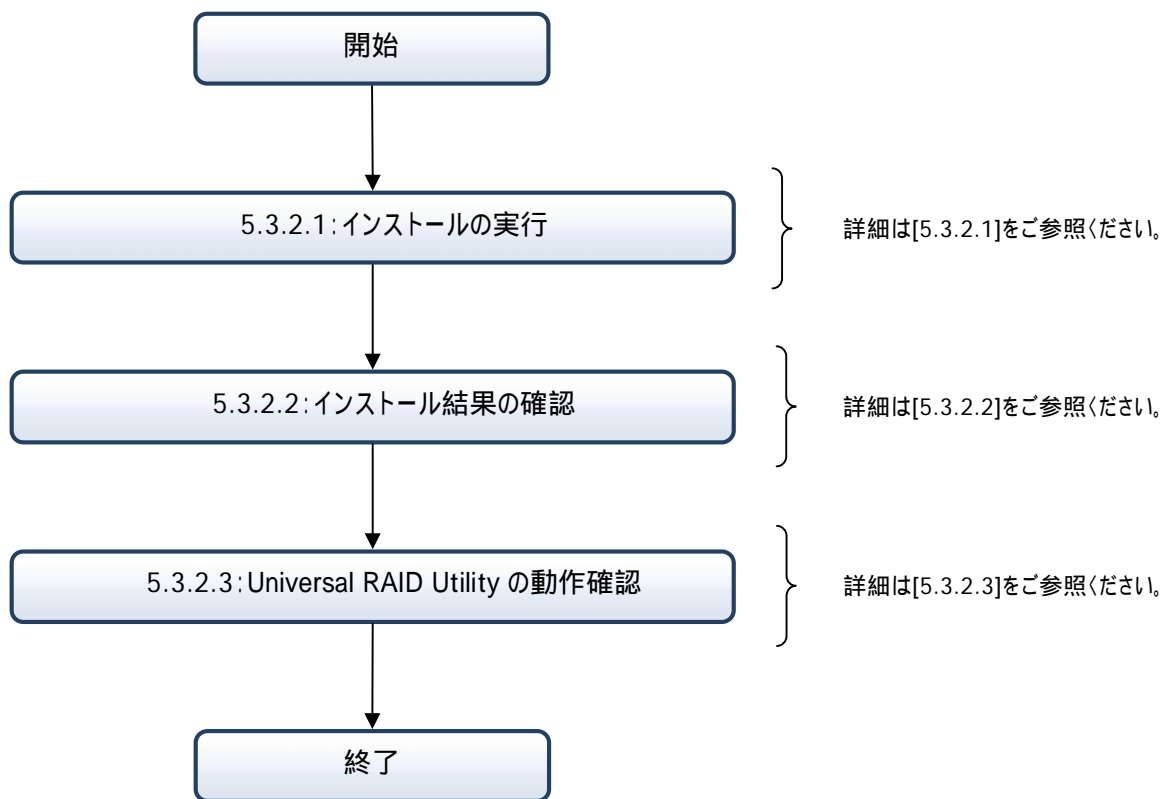 開始
5.3.2.1：インストールの実行
詳細は[5.3.2.1]をご参照ください。
5.3.2.2：インストール結果の確認
詳細は[5.3.2.2]をご参照ください。
5.3.2.3：Universal RAID Utility の動作確認
詳細は[5.3.2.3]をご参照ください。
終了